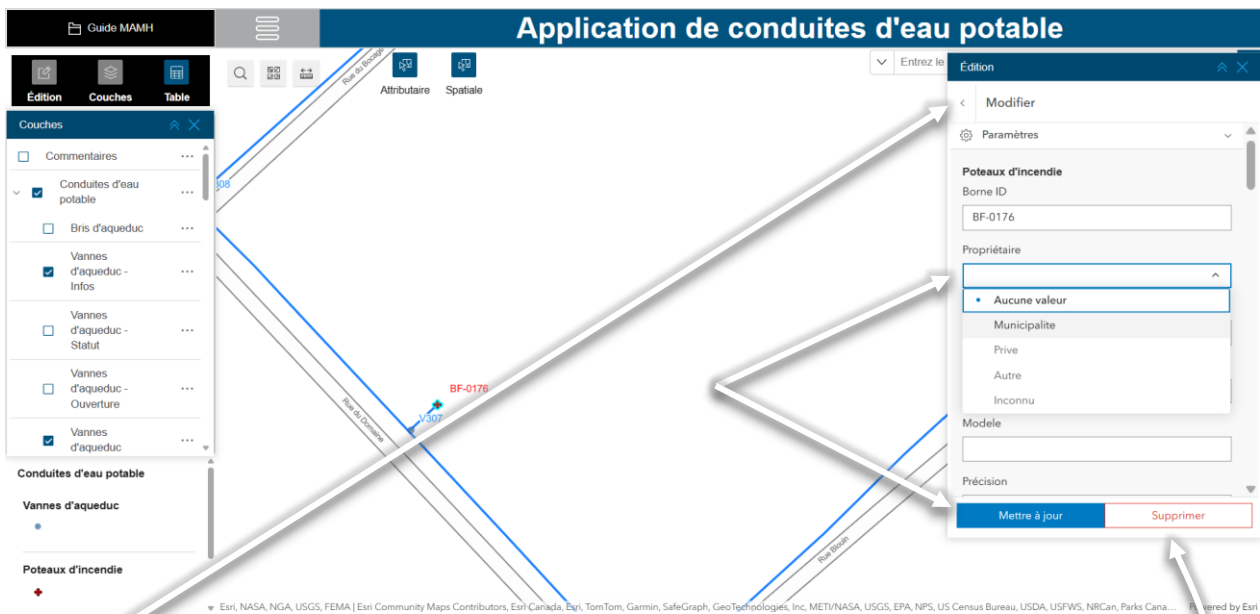 Guide MAMH
Application de conduites d'eau potable
Édition
Couches
Table
Attributaire
Spatiale
Entrez le
Couches
Commentaires
Conduites d'eau
potable
Bris d'aqueduc
Vannes
d'aqueduc -
Infos
Vannes
d'aqueduc -
Statut
Vannes
d'aqueduc -
Ouverture
Vannes
d'aqueduc
Conduites d'eau potable
Vannes d'aqueduc
Poteaux d'incendie
Rue du Bocage
308
BF-0176
V307
Rue du Domaine
Rue Blouin
Édition
Modifier
Paramètres
Poteaux d'incendie
Borne ID
BF-0176
Propriétaire
Aucune valeur
Municipalite
Prive
Autre
Inconnu
Modele
Précision
Mettre à jour
Supprimer
Esri, NASA, NGA, USGS, FEMA | Esri Community Maps Contributors, Esri Canada, Esri, TomTom, Garmin, SafeGraph, GeoTechnologies, Inc, METI/NASA, USGS, EPA, NPS, US Census Bureau, USDA, USFWS, NRCan, Parks Cana...
Powered by Esri